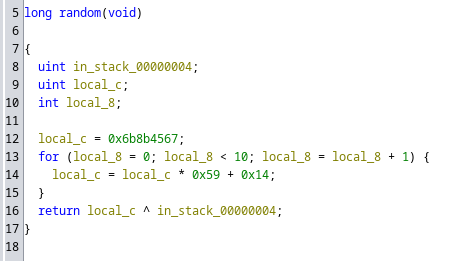 5 long random(void)
6
7 {
8 uint in_stack_00000004;
9 uint local_c;
10 int local_8;
11
12 local_c = 0x6b8b4567;
13 for (local_8 = 0; local_8 < 10; local_8 = local_8 + 1) {
14 local_c = local_c * 0x59 + 0x14;
15 }
16 return local_c ^ in_stack_00000004;
17 }
18